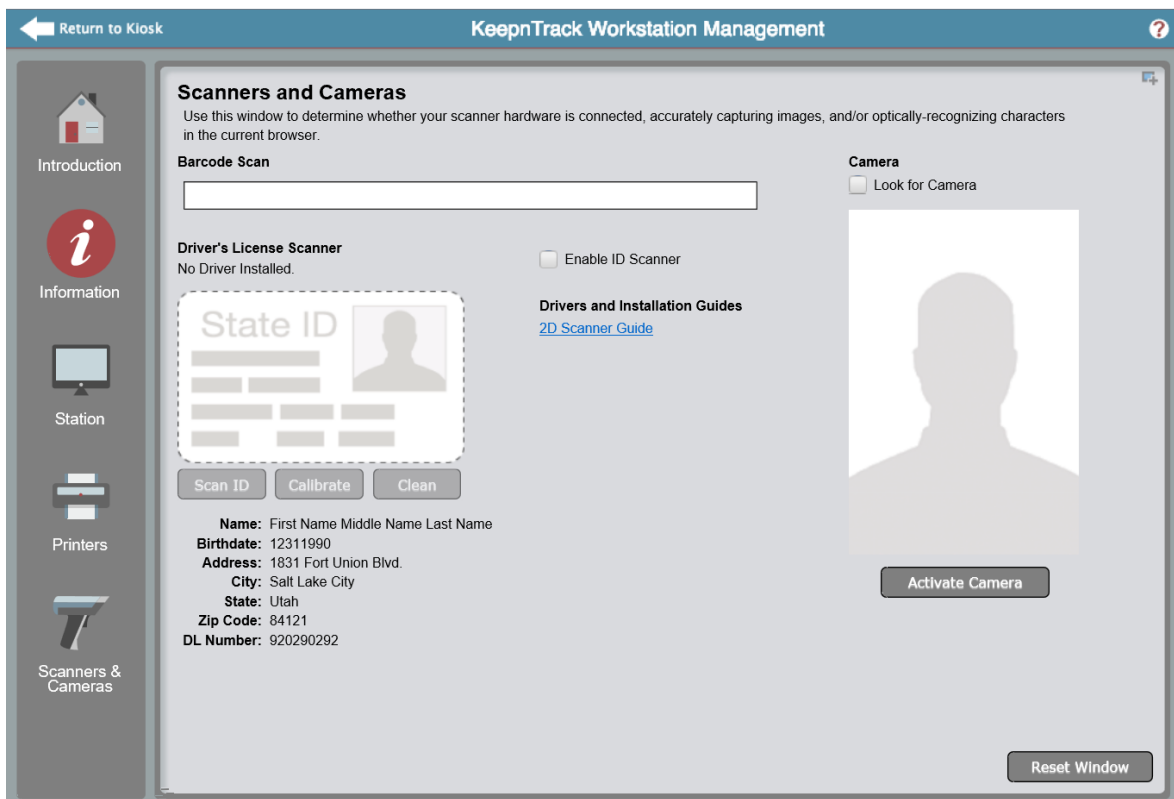 Return to Kiosk
KeepnTrack Workstation Management
?
Introduction
i
Information
Station
Printers
Scanners &
Cameras
Scanners and Cameras
Use this window to determine whether your scanner hardware is connected, accurately capturing images, and/or optically-recognizing characters
in the current browser.
Barcode Scan
Driver's License Scanner
No Driver Installed.
State ID
Scan ID
Calibrate
Clean
Name: First Name Middle Name Last Name
Birthdate: 12311990
Address: 1831 Fort Union Blvd.
City: Salt Lake City
State: Utah
Zip Code: 84121
DL Number: 920290292
Enable ID Scanner
Drivers and Installation Guides
2D Scanner Guide
Camera
Look for Camera
Activate Camera
Reset Window